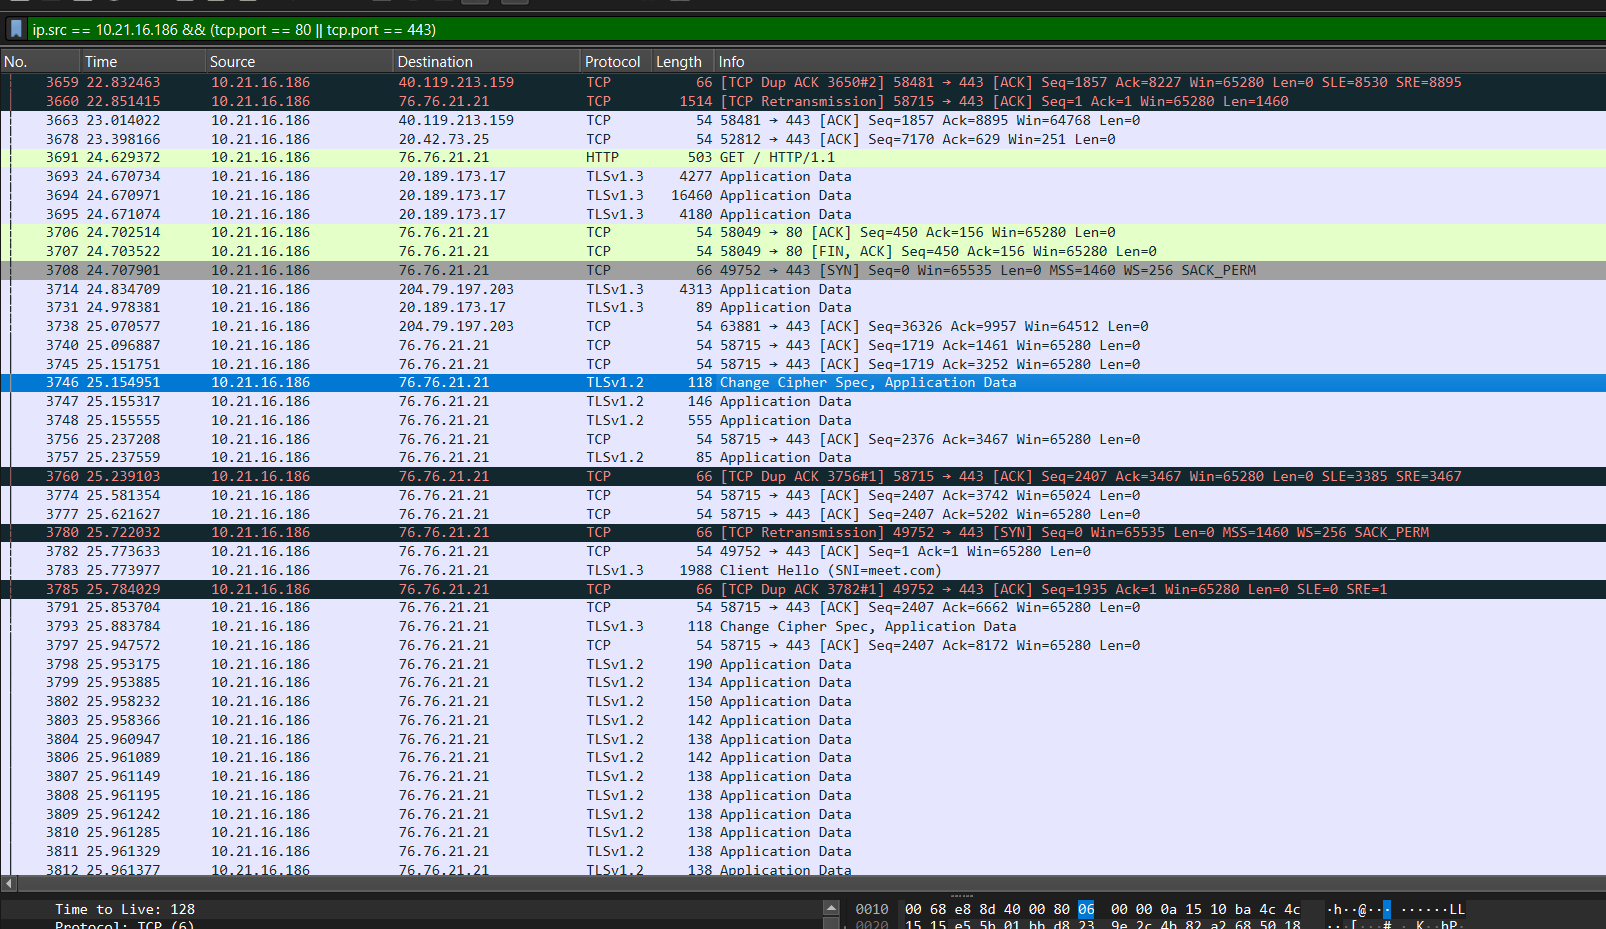 ip.src == 10.21.16.186 && (tcp.port == 80 || tcp.port == 443)
No. Time Source Destination Protocol Length Info
3659 22.832463 10.21.16.186 40.119.213.159 TCP 66 [TCP Dup ACK 3650#2] 58481 → 443 [ACK] Seq=1857 Ack=8227 Win=65280 Len=0 SLE=8530 SRE=8895
3660 22.851415 10.21.16.186 76.76.21.21 TCP 1514 [TCP Retransmission] 58715 → 443 [ACK] Seq=1 Ack=1 Win=65280 Len=1460
3663 23.014022 10.21.16.186 40.119.213.159 TCP 54 58481 → 443 [ACK] Seq=1857 Ack=8895 Win=64768 Len=0
3678 23.398166 10.21.16.186 20.42.73.25 TCP 54 52812 → 443 [ACK] Seq=7170 Ack=629 Win=251 Len=0
3691 24.629372 10.21.16.186 76.76.21.21 HTTP 503 GET / HTTP/1.1
3693 24.670734 10.21.16.186 20.189.173.17 TLSv1.3 4277 Application Data
3694 24.670971 10.21.16.186 20.189.173.17 TLSv1.3 16460 Application Data
3695 24.671074 10.21.16.186 20.189.173.17 TLSv1.3 4180 Application Data
3706 24.702514 10.21.16.186 76.76.21.21 TCP 54 58049 → 80 [ACK] Seq=450 Ack=156 Win=65280 Len=0
3707 24.703522 10.21.16.186 76.76.21.21 TCP 54 58049 → 80 [FIN, ACK] Seq=450 Ack=156 Win=65280 Len=0
3708 24.707901 10.21.16.186 76.76.21.21 TCP 66 49752 → 443 [SYN] Seq=0 Win=65535 Len=0 MSS=1460 WS=256 SACK_PERM
3714 24.834709 10.21.16.186 204.79.197.203 TLSv1.3 4313 Application Data
3731 24.978381 10.21.16.186 20.189.173.17 TLSv1.3 89 Application Data
3738 25.070577 10.21.16.186 204.79.197.203 TCP 54 63881 → 443 [ACK] Seq=36326 Ack=9957 Win=64512 Len=0
3740 25.096887 10.21.16.186 76.76.21.21 TCP 54 58715 → 443 [ACK] Seq=1719 Ack=1461 Win=65280 Len=0
3745 25.151751 10.21.16.186 76.76.21.21 TCP 54 58715 → 443 [ACK] Seq=1719 Ack=3252 Win=65280 Len=0
3746 25.154951 10.21.16.186 76.76.21.21 TLSv1.2 118 Change Cipher Spec, Application Data
3747 25.155317 10.21.16.186 76.76.21.21 TLSv1.2 146 Application Data
3748 25.155555 10.21.16.186 76.76.21.21 TLSv1.2 555 Application Data
3756 25.237208 10.21.16.186 76.76.21.21 TCP 54 58715 → 443 [ACK] Seq=2376 Ack=3467 Win=65280 Len=0
3757 25.237559 10.21.16.186 76.76.21.21 TLSv1.2 85 Application Data
3760 25.239103 10.21.16.186 76.76.21.21 TCP 66 [TCP Dup ACK 3756#1] 58715 → 443 [ACK] Seq=2407 Ack=3467 Win=65280 Len=0 SLE=3385 SRE=3467
3774 25.581354 10.21.16.186 76.76.21.21 TCP 54 58715 → 443 [ACK] Seq=2407 Ack=3742 Win=65024 Len=0
3777 25.621627 10.21.16.186 76.76.21.21 TCP 54 58715 → 443 [ACK] Seq=2407 Ack=5202 Win=65280 Len=0
3780 25.722032 10.21.16.186 76.76.21.21 TCP 66 [TCP Retransmission] 49752 → 443 [SYN] Seq=0 Win=65535 Len=0 MSS=1460 WS=256 SACK_PERM
3782 25.773633 10.21.16.186 76.76.21.21 TCP 54 49752 → 443 [ACK] Seq=1 Ack=1 Win=65280 Len=0
3783 25.773977 10.21.16.186 76.76.21.21 TLSv1.3 1988 Client Hello (SNI=meet.com)
3785 25.784029 10.21.16.186 76.76.21.21 TCP 66 [TCP Dup ACK 3782#1] 49752 → 443 [ACK] Seq=1935 Ack=1 Win=65280 Len=0 SLE=0 SRE=1
3791 25.853704 10.21.16.186 76.76.21.21 TCP 54 58715 → 443 [ACK] Seq=2407 Ack=6662 Win=65280 Len=0
3793 25.883784 10.21.16.186 76.76.21.21 TLSv1.3 118 Change Cipher Spec, Application Data
3797 25.947572 10.21.16.186 76.76.21.21 TCP 54 58715 → 443 [ACK] Seq=2407 Ack=8172 Win=65280 Len=0
3798 25.953175 10.21.16.186 76.76.21.21 TLSv1.2 190 Application Data
3799 25.953885 10.21.16.186 76.76.21.21 TLSv1.2 134 Application Data
3802 25.958232 10.21.16.186 76.76.21.21 TLSv1.2 150 Application Data
3803 25.958366 10.21.16.186 76.76.21.21 TLSv1.2 142 Application Data
3804 25.960947 10.21.16.186 76.76.21.21 TLSv1.2 138 Application Data
3806 25.961089 10.21.16.186 76.76.21.21 TLSv1.2 142 Application Data
3807 25.961149 10.21.16.186 76.76.21.21 TLSv1.2 138 Application Data
3808 25.961195 10.21.16.186 76.76.21.21 TLSv1.2 138 Application Data
3809 25.961242 10.21.16.186 76.76.21.21 TLSv1.2 138 Application Data
3810 25.961285 10.21.16.186 76.76.21.21 TLSv1.2 138 Application Data
3811 25.961329 10.21.16.186 76.76.21.21 TLSv1.2 138 Application Data
3812 25.961377 10.21.16.186 76.76.21.21 TLSv1.2 138 Application Data
Time to Live: 128
Protocol: TCP (6)
0010 00 68 e8 8d 40 00 80 06 00 00 0a 15 10 ba 4c 4c ·h··@··· ······LL
0020 15 15 e5 5b 01 bb d8 23 9e 2c 4b 82 a2 68 50 18